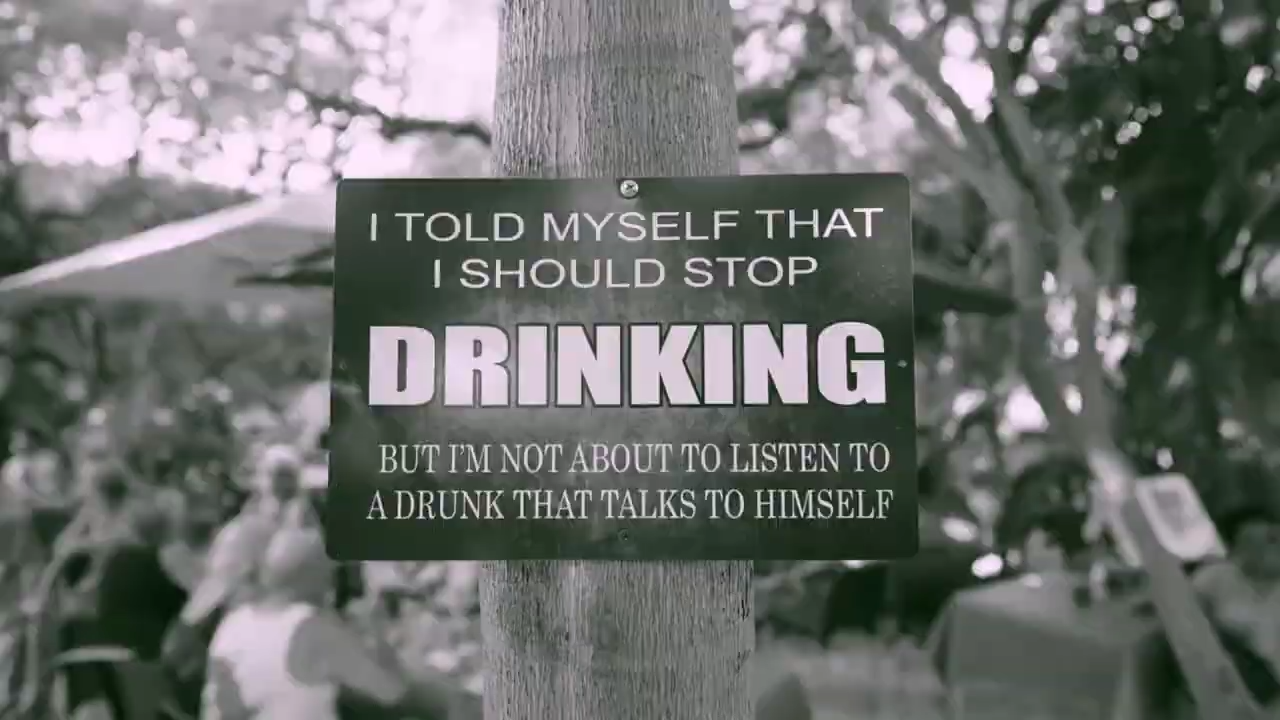 I TOLD MYSELF THAT
I SHOULD STOP
DRINKING
BUT I'M NOT ABOUT TO LISTEN TO
A DRUNK THAT TALKS TO HIMSELF